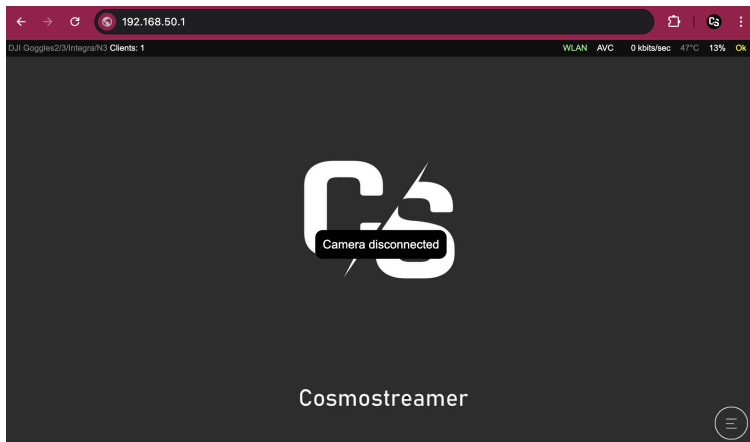 192.168.50.1
DJI Goggles2/3/Integra/N3 Clients: 1 WLAN AVC 0 kbits/sec 47°C 13% Ok
CS
Camera disconnected
Cosmostreamer